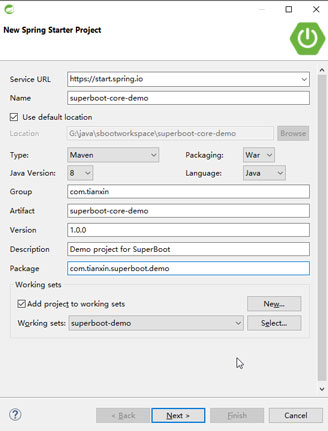 New Spring Starter Project
Service URL https://start.spring.io
Name superboot-core-demo
Use default location
Location G:\java\sbootworkspace\superboot-core-demo Browse
Type: Maven Packaging: War
Java Version: 8 Language: Java
Group com.tianxin
Artifact superboot-core-demo
Version 1.0.0
Description Demo project for SuperBoot
Package com.tianxin.superboot.demo
Working sets
Add project to working sets New...
Working sets: superboot-demo Select...
? < Back Next > Finish Cancel